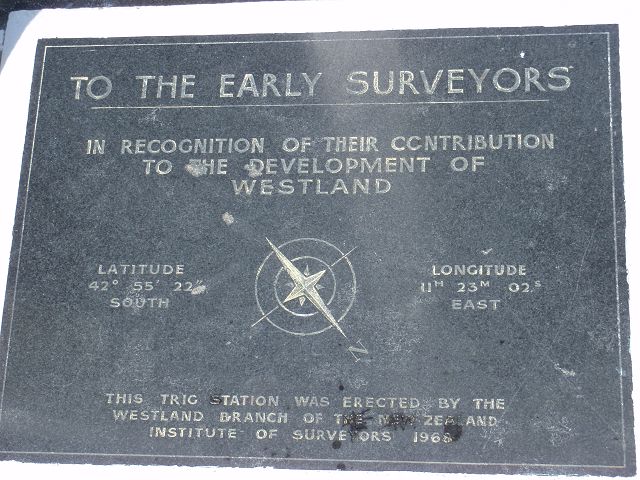 TO THE EARLY SURVEYORS
IN RECOGNITION OF THEIR CONTRIBUTION
TO THE DEVELOPMENT OF
WESTLAND
LATITUDE
42° 55' 22"
SOUTH
LONGITUDE
11H 23M 02.S
EAST
N
THIS TRIG STATION WAS ERECTED BY THE
WESTLAND BRANCH OF THE NEW ZEALAND
INSTITUTE OF SURVEYORS